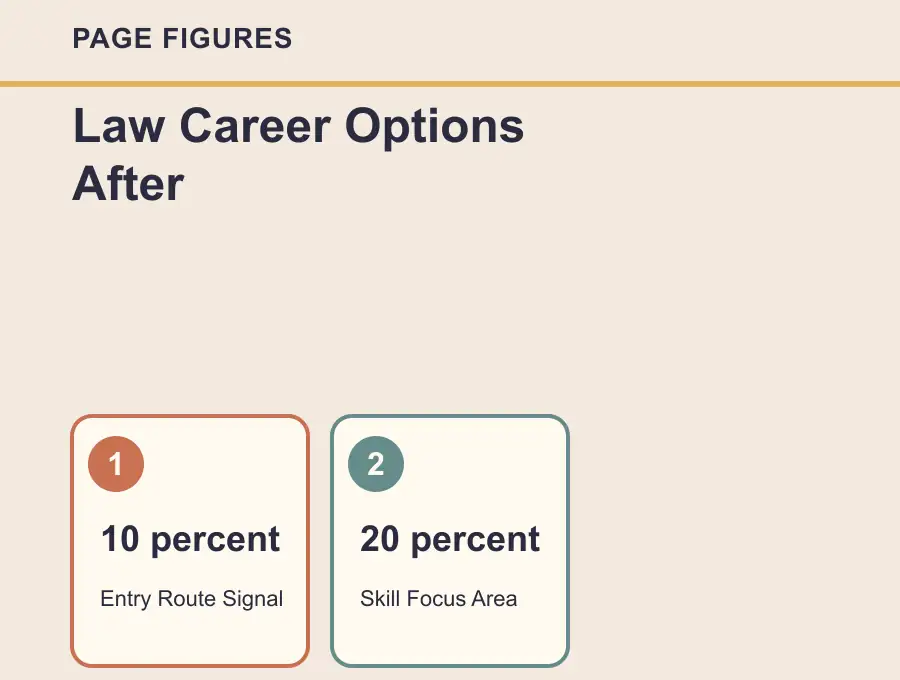 PAGE FIGURES
Law Career Options
After
1
10 percent
Entry Route Signal
2
20 percent
Skill Focus Area